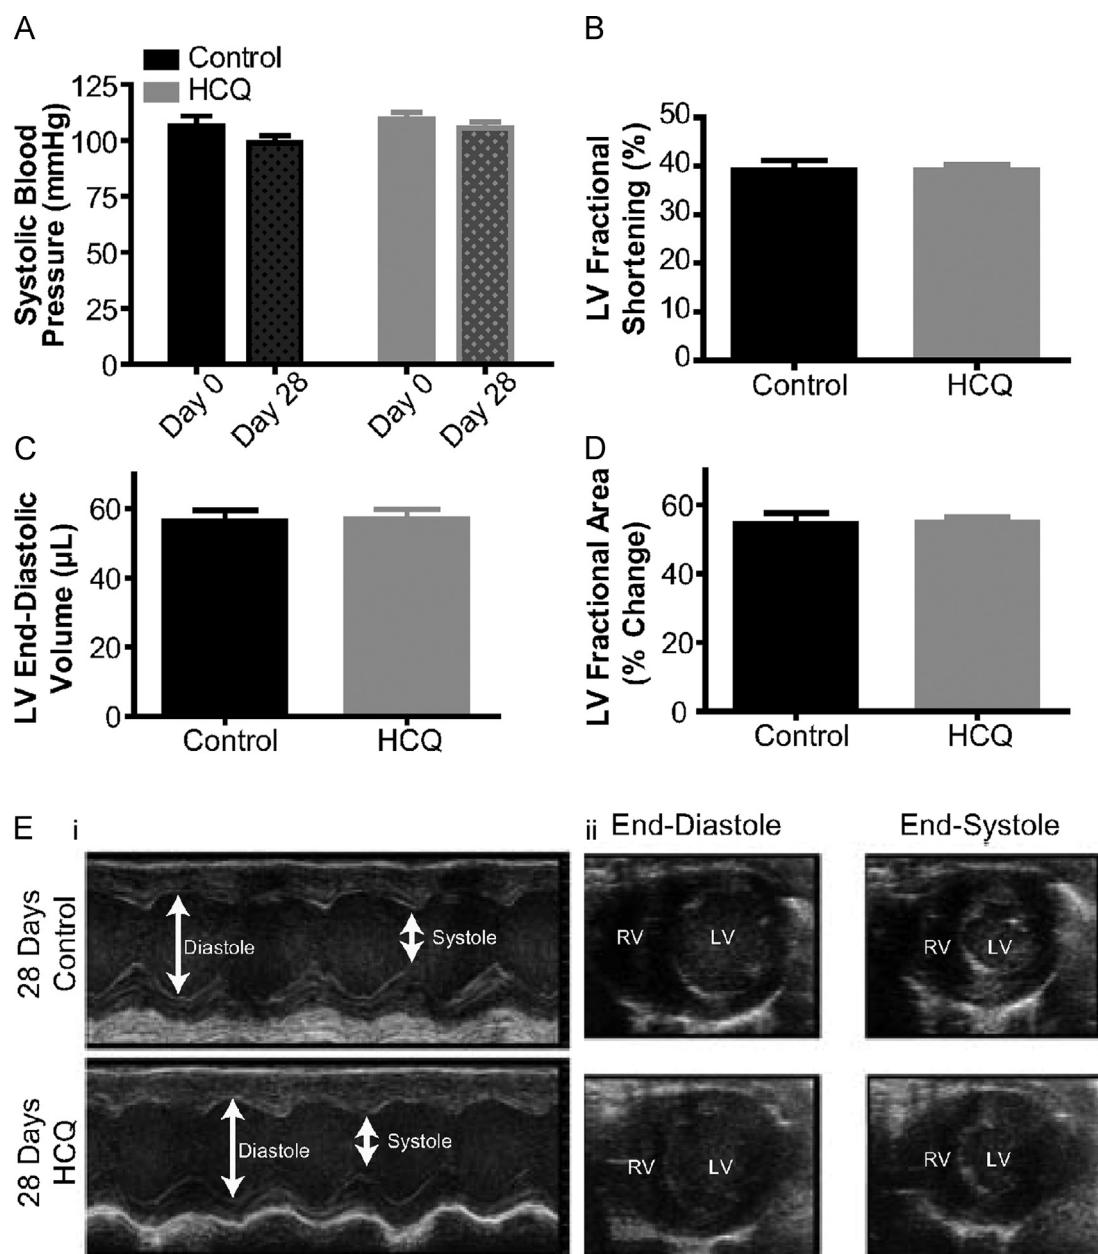 A
Control
HCQ
Systolic Blood
Pressure (mmHg)
125
100
75
50
25
0
Day 0
Day 28
Day 0
Day 28
B
LV Fractional
Shortening (%)
50
40
30
20
10
0
Control
HCQ
C
LV End-Diastolic
Volume (µL)
60
40
20
0
Control
HCQ
D
LV Fractional Area
(% Change)
60
40
20
0
Control
HCQ
E
i
ii
End-Diastole
End-Systole
28 Days
Control
Diastole
Systole
RV
LV
RV
LV
28 Days
HCQ
Diastole
Systole
RV
LV
RV
LV